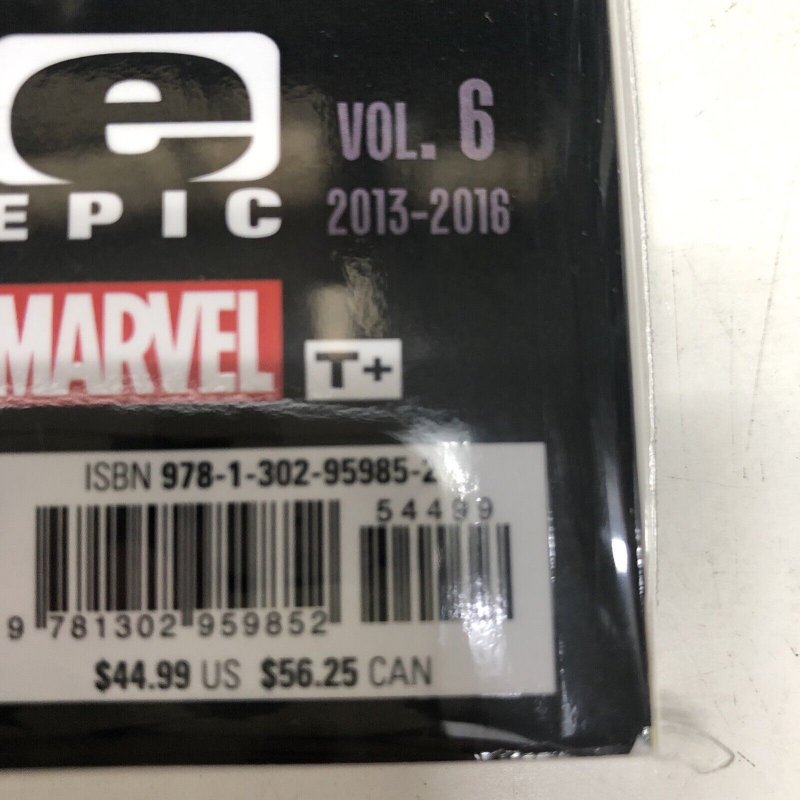 e
VOL. 6
EPIC
2013-2016
MARVEL
T+
ISBN 978-1-302-95985-2
54499
9 781302 959852
$44.99 US $56.25 CAN